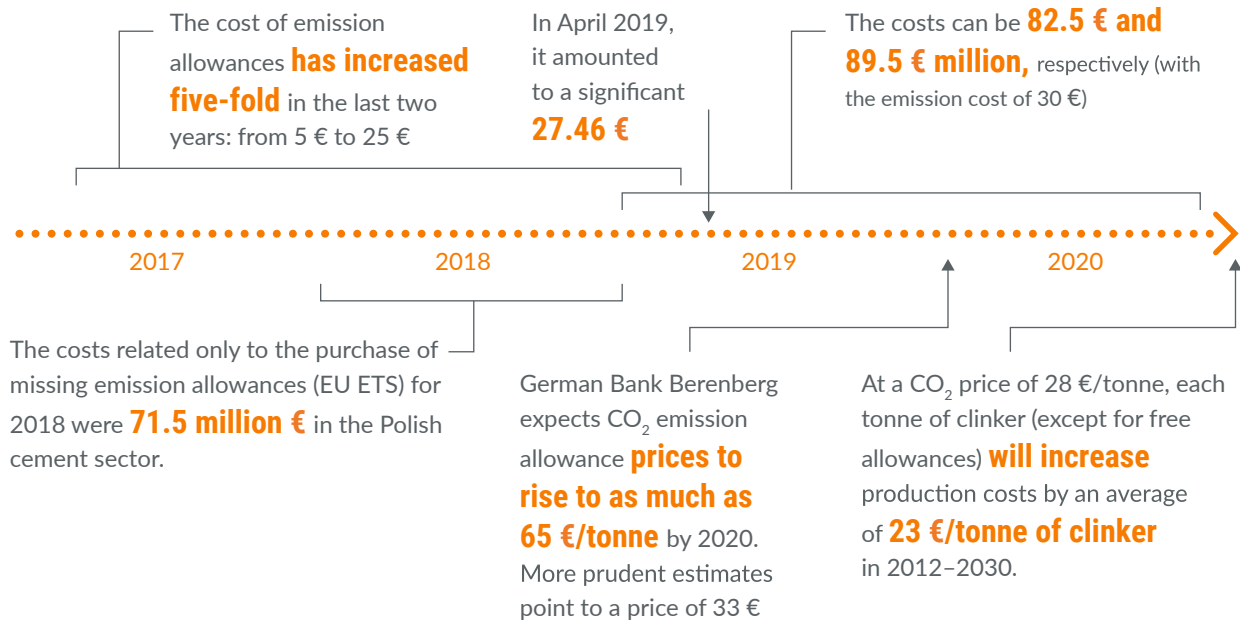 The cost of emission
allowances has increased
five-fold in the last two
years: from 5 € to 25 €
In April 2019,
it amounted
to a significant
27.46 €
The costs can be 82.5 € and
89.5 € million, respectively (with
the emission cost of 30 €)
2017
2018
2019
2020
The costs related only to the purchase of
missing emission allowances (EU ETS) for
2018 were 71.5 million € in the Polish
cement sector.
German Bank Berenberg
expects CO₂ emission
allowance prices to
rise to as much as
65 €/tonne by 2020.
More prudent estimates
point to a price of 33 €
At a CO₂ price of 28 €/tonne, each
tonne of clinker (except for free
allowances) will increase
production costs by an average
of 23 €/tonne of clinker
in 2012–2030.